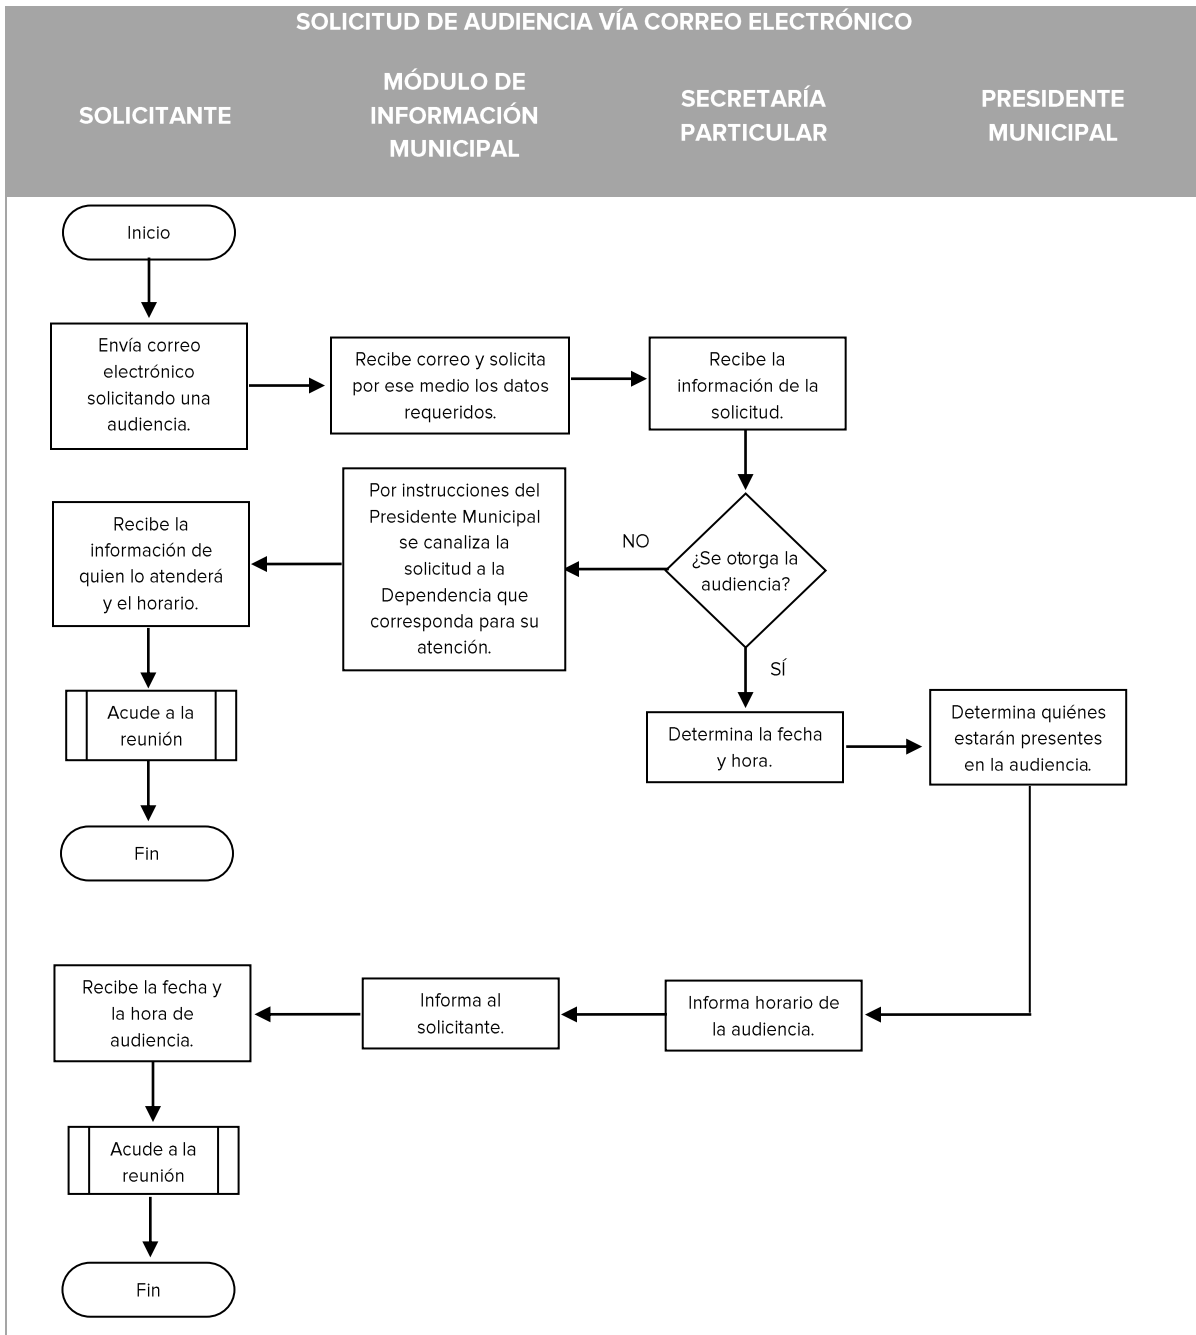 SOLICITUD DE AUDIENCIA VÍA CORREO ELECTRÓNICO
SOLICITANTE
MÓDULO DE
INFORMACIÓN
MUNICIPAL
SECRETARÍA
PARTICULAR
PRESIDENTE
MUNICIPAL
Inicio
Envía correo
electrónico
solicitando una
audiencia.
Recibe correo y solicita
por ese medio los datos
requeridos.
Recibe la
información de la
solicitud.
¿Se otorga la
audiencia?
NO
Por instrucciones del
Presidente Municipal
se canaliza la
solicitud a la
Dependencia que
corresponda para su
atención.
Recibe la
información de
quien lo atenderá
y el horario.
Acude a la
reunión
Fin
SÍ
Determina la fecha
y hora.
Determina quiénes
estarán presentes
en la audiencia.
Informa horario de
la audiencia.
Informa al
solicitante.
Recibe la fecha y
la hora de
audiencia.
Acude a la
reunión
Fin